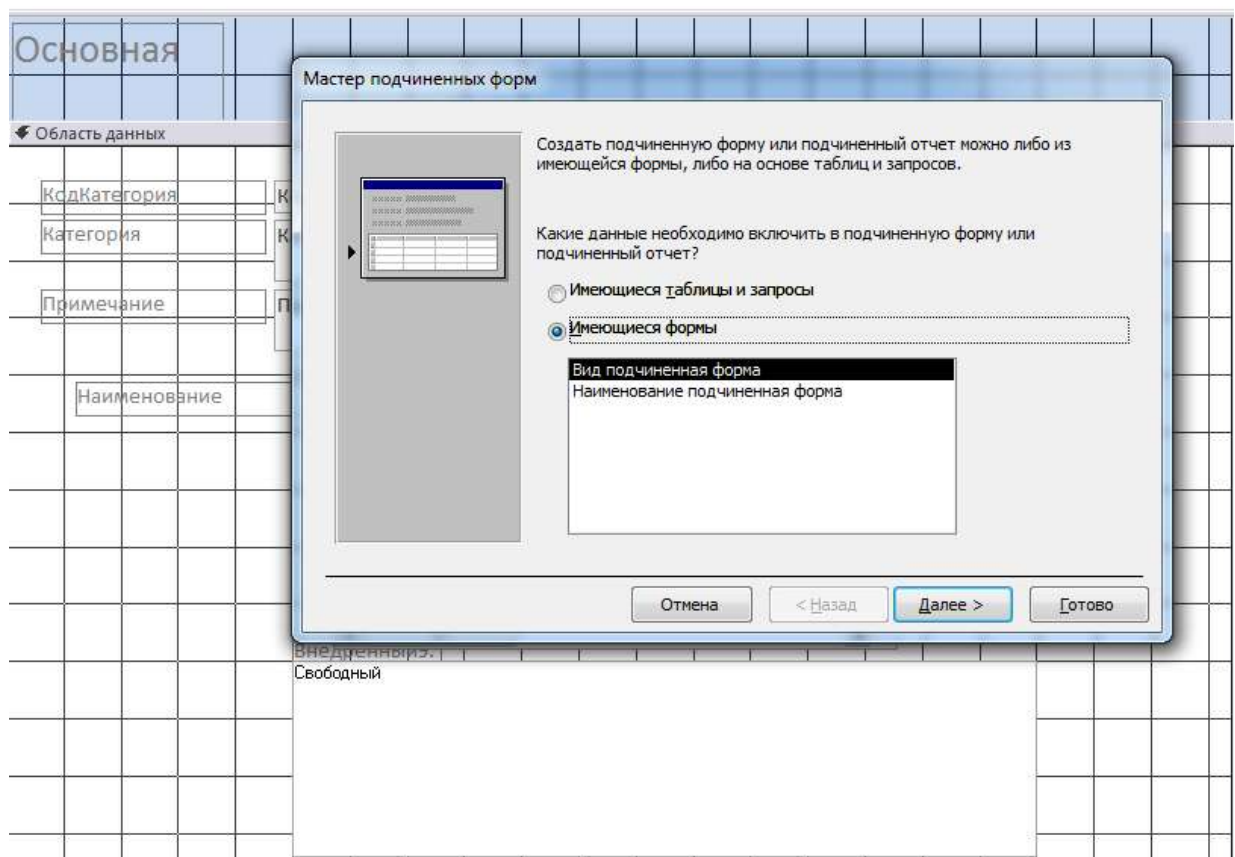 Основная
Мастер подчиненных форм
Область данных
Создать подчиненную форму или подчиненный отчет можно либо из
имеющейся формы, либо на основе таблиц и запросов.
КодКатегория
К
Категория
К
Какие данные необходимо включить в подчиненную форму или
подчиненный отчет?
Имеющиеся таблицы и запросы
Примечание
П
Имеющиеся формы
Вид подчиненная форма
Наименование подчиненная форма
Наименование
Отмена
< Назад
Далее >
Готово
Внедренный9:
Свободный